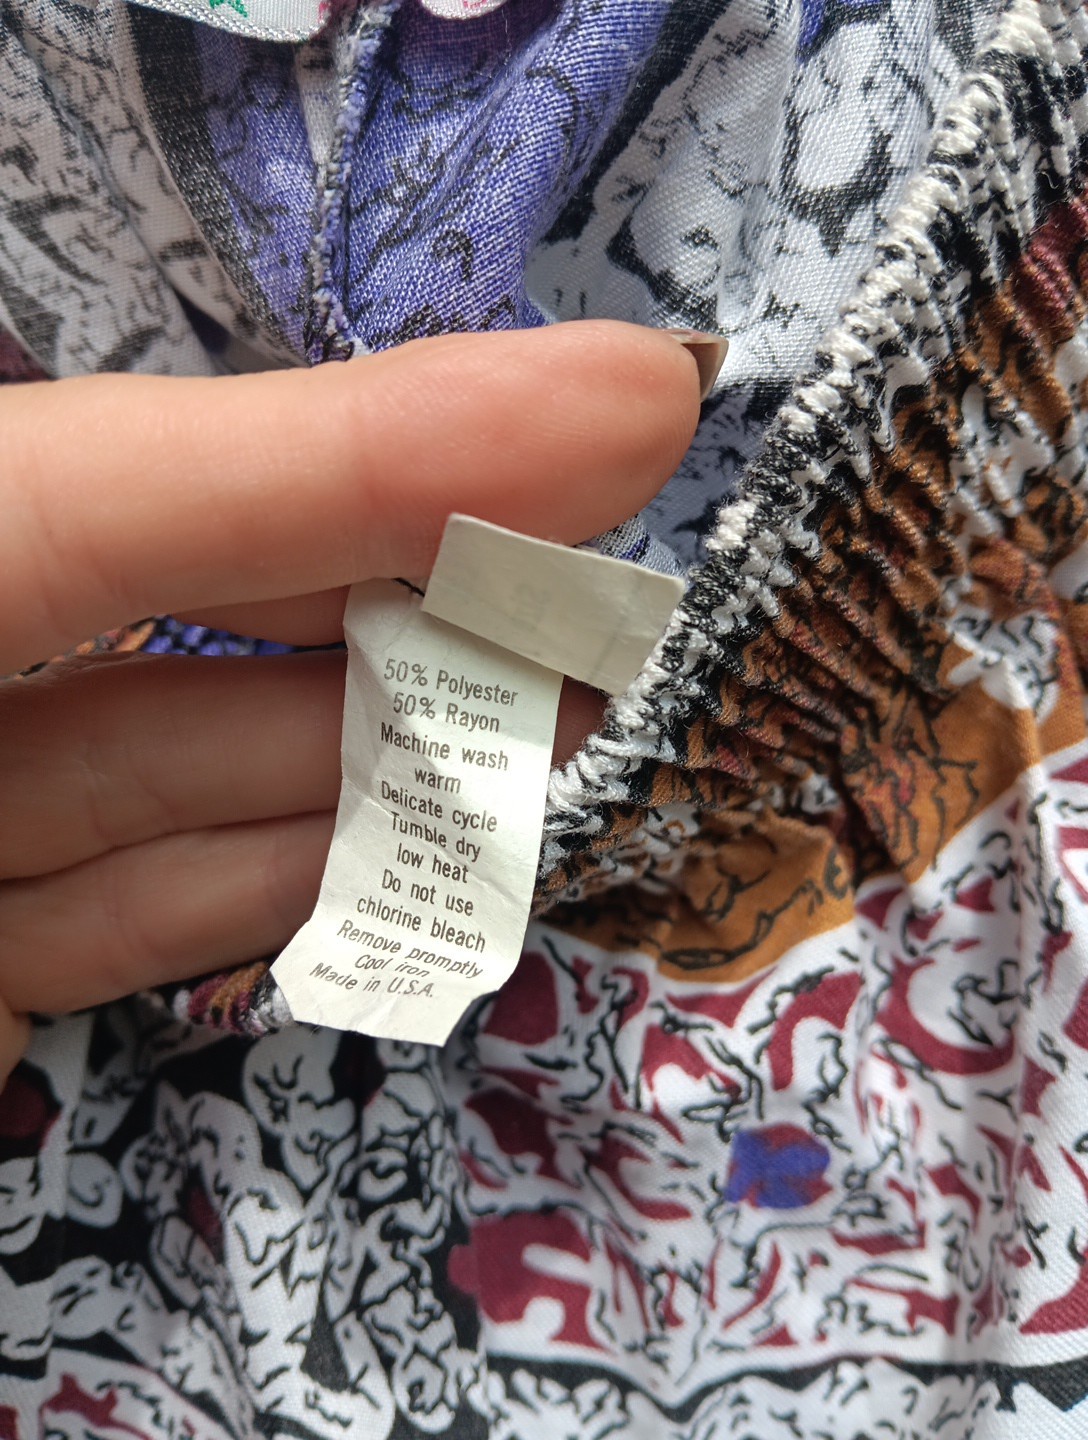 50% Polyester
50% Rayon
Machine wash
warm
Delicate cycle
Tumble dry
low heat
Do not use
chlorine bleach
Remove promptly
Cool iron
Made in U.S.A.